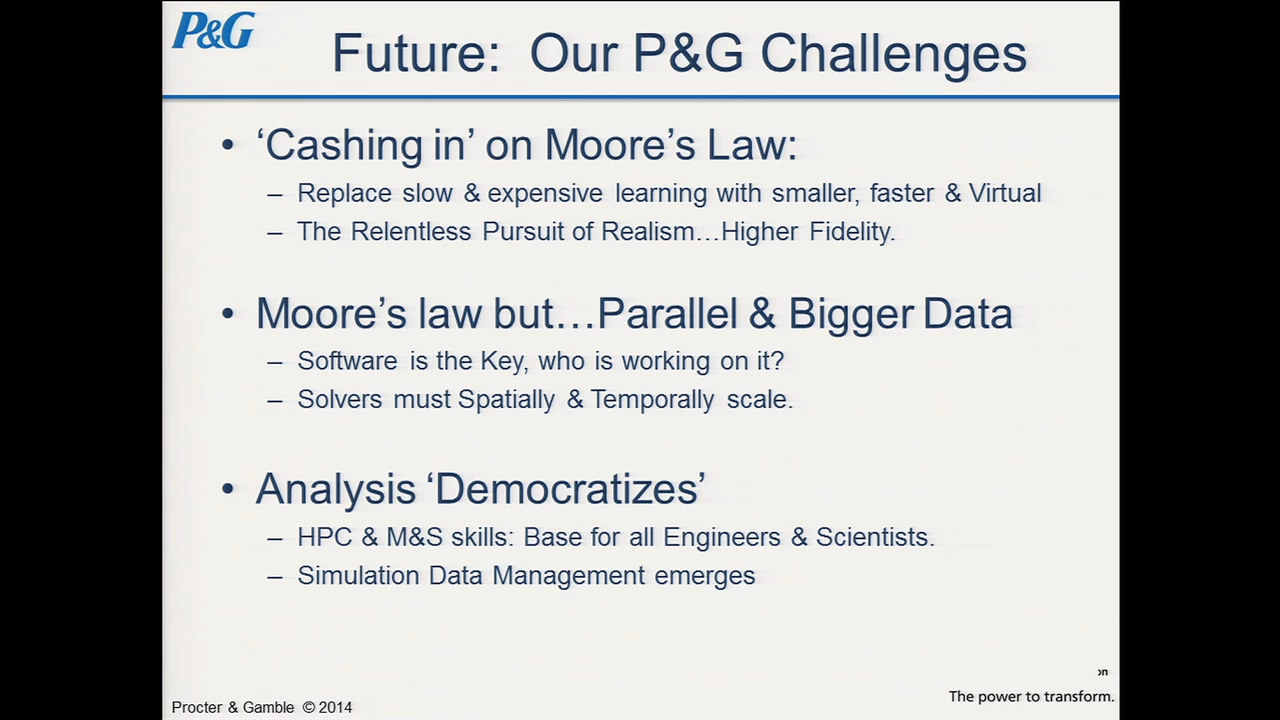 P&G
Future: Our P&G Challenges
• ‘Cashing in’ on Moore’s Law:
– Replace slow & expensive learning with smaller, faster & Virtual
– The Relentless Pursuit of Realism…Higher Fidelity.
• Moore’s law but…Parallel & Bigger Data
– Software is the Key, who is working on it?
– Solvers must Spatially & Temporally scale.
• Analysis ‘Democratizes’
– HPC & M&S skills: Base for all Engineers & Scientists.
– Simulation Data Management emerges
on
The power to transform.
Procter & Gamble © 2014